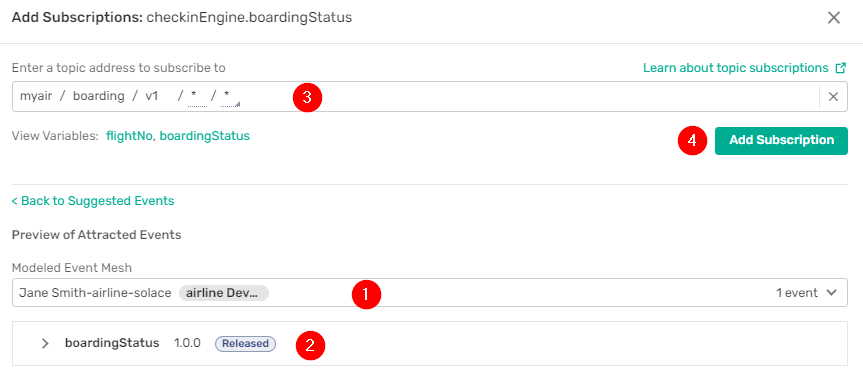 Add Subscriptions: checkinEngine.boardingStatus
Enter a topic address to subscribe to
Learn about topic subscriptions
myair / boarding / v1 / * / *
3
View Variables: flightNo, boardingStatus
4
Add Subscription
< Back to Suggested Events
Preview of Attracted Events
Modeled Event Mesh
Jane Smith-airline-solace airline Dev... 1 1 event
boardingStatus 1.0.0 Released 2